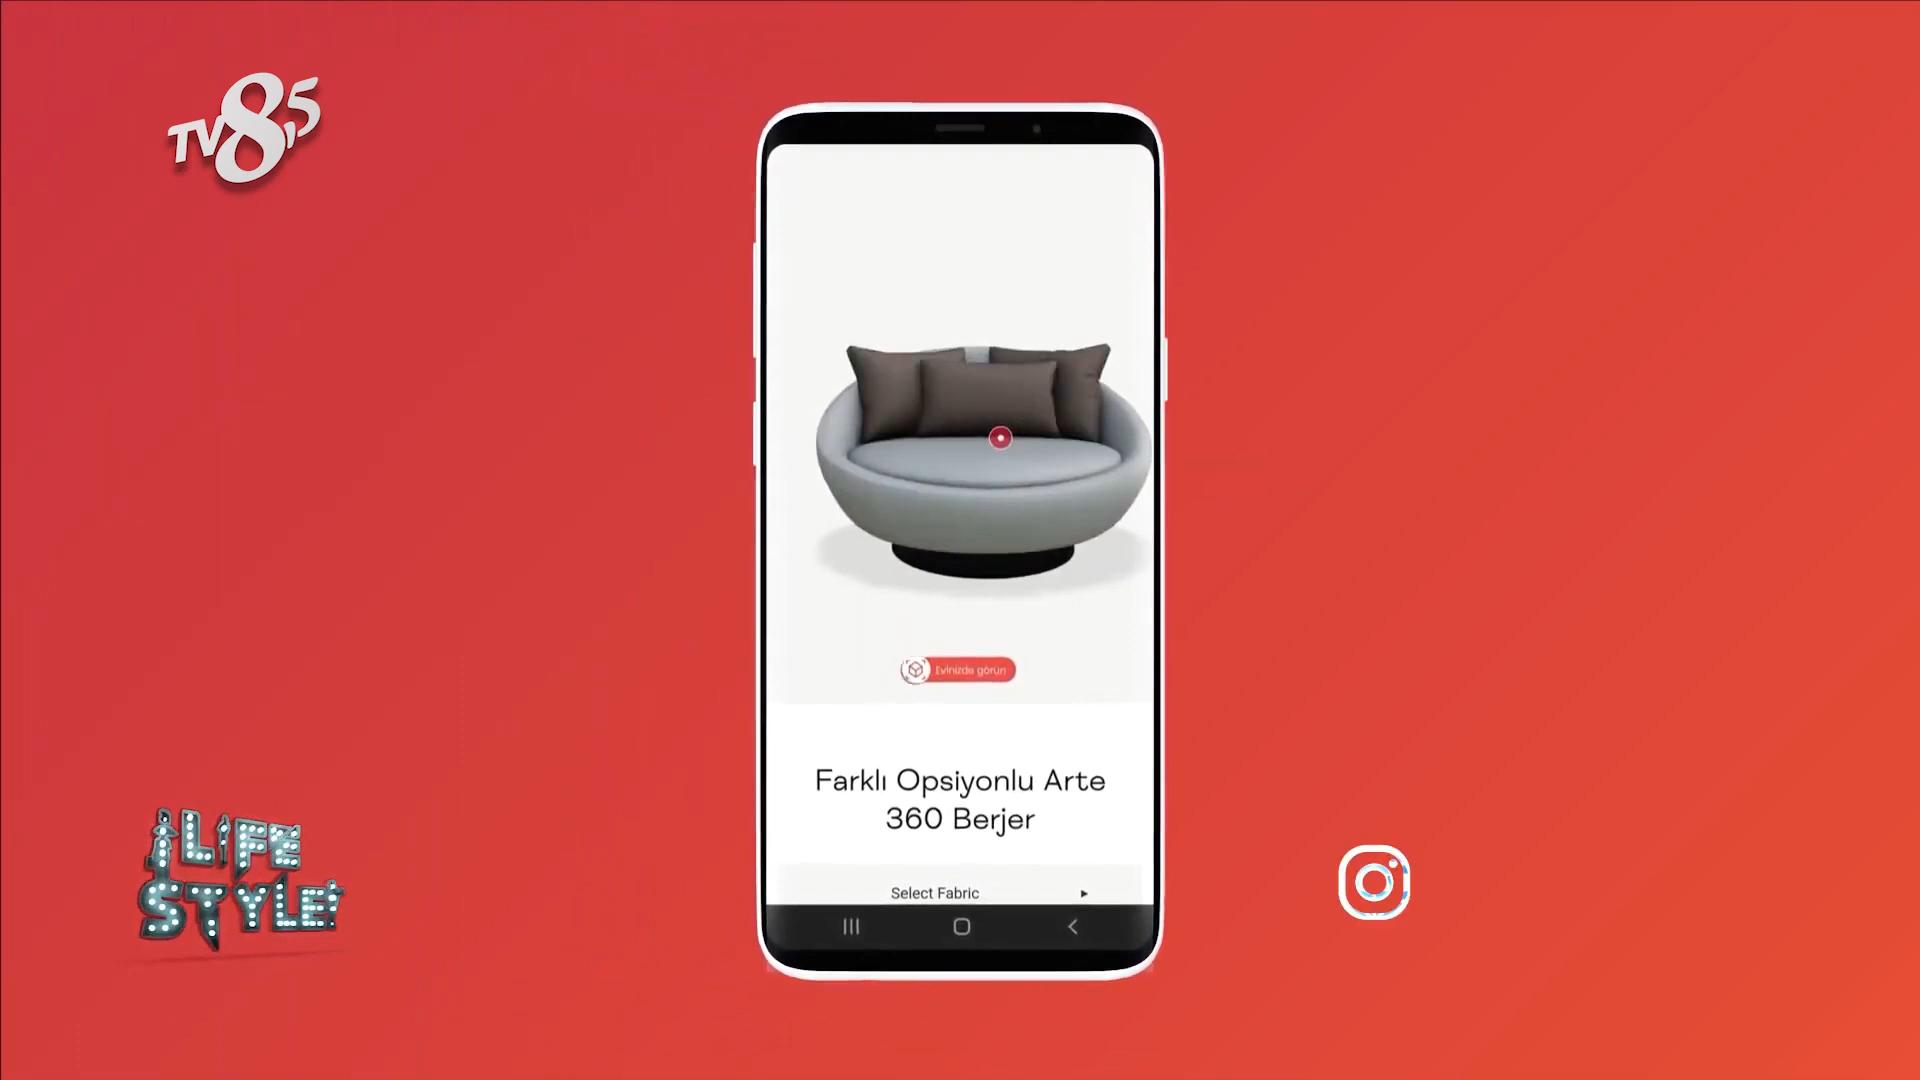 TV8,5
Evinizde görün
Farklı Opsiyonlu Arte
360 Berjer
Select Fabric
LiFE
STYLE